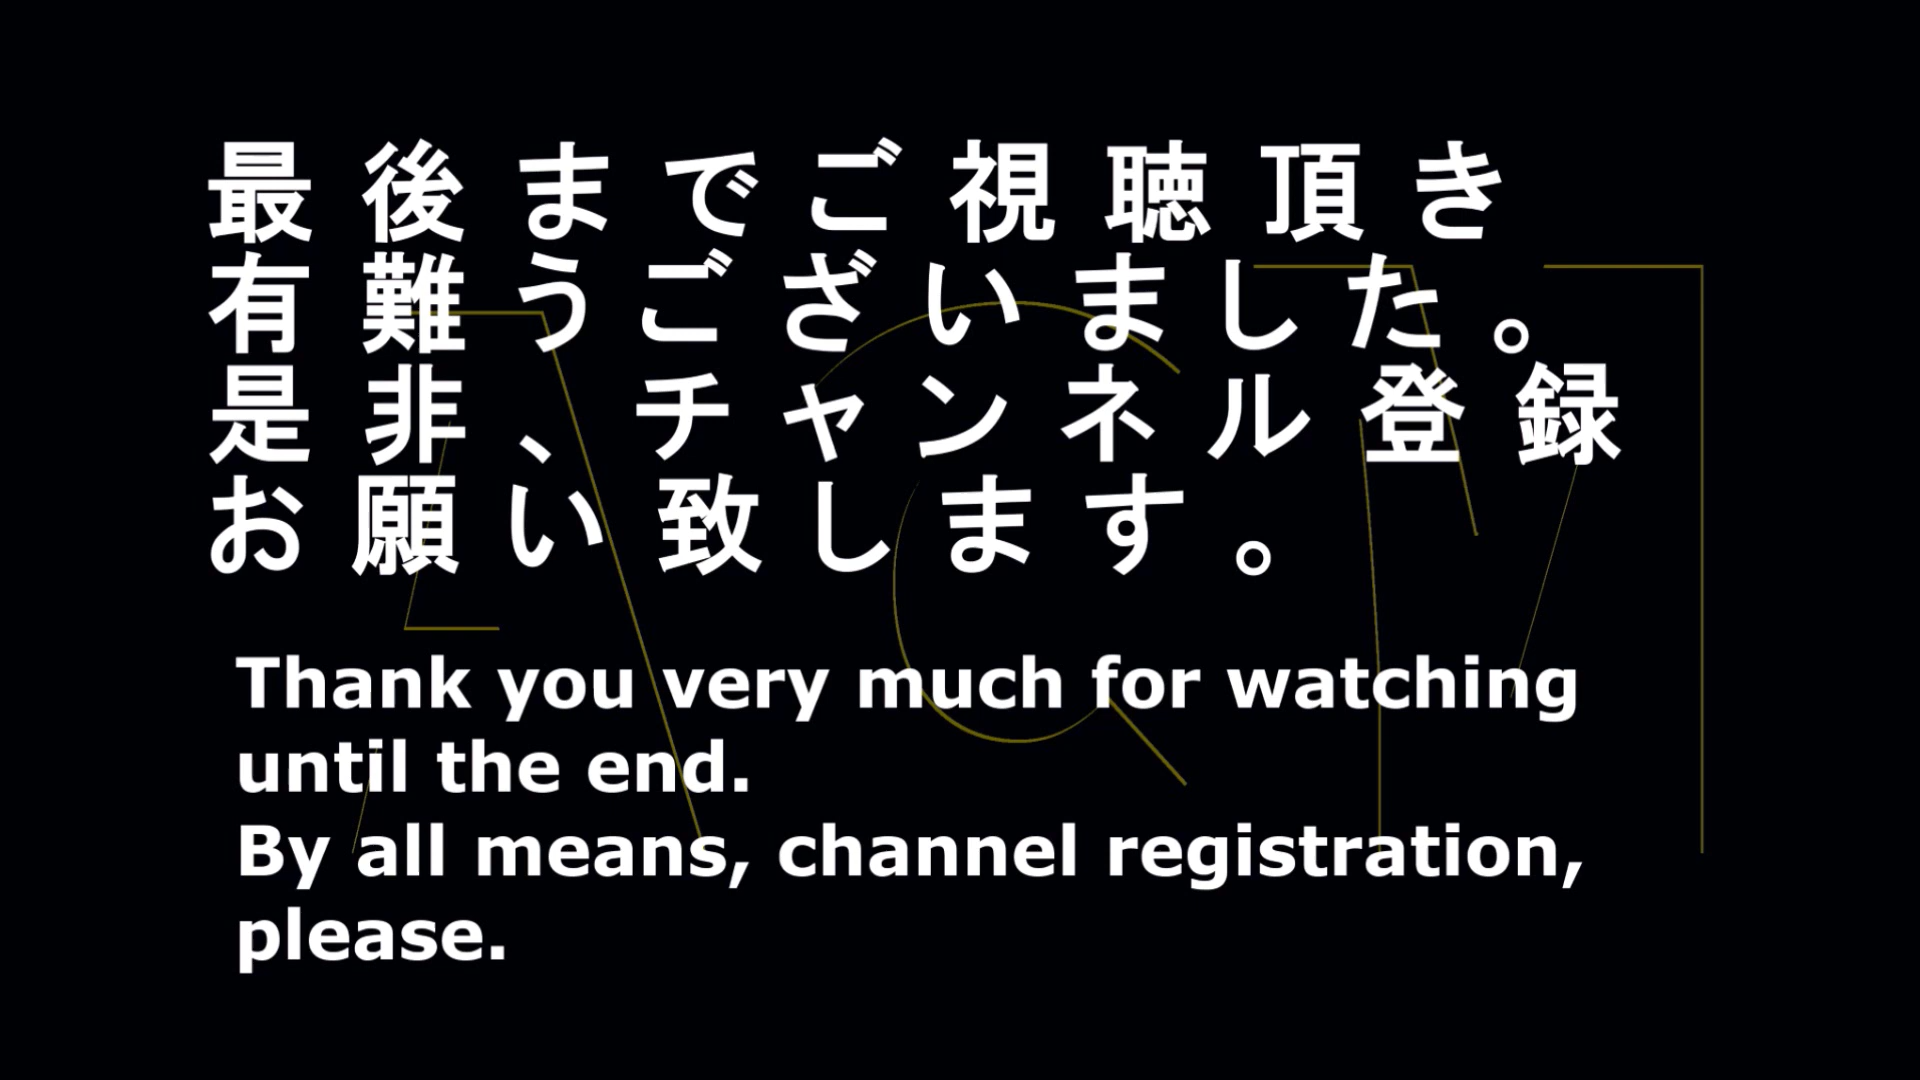 最後までご視聴頂き
有難うございました。
是非、チャンネル登録
お願い致します。
Thank you very much for watching
until the end.
By all means, channel registration,
please.